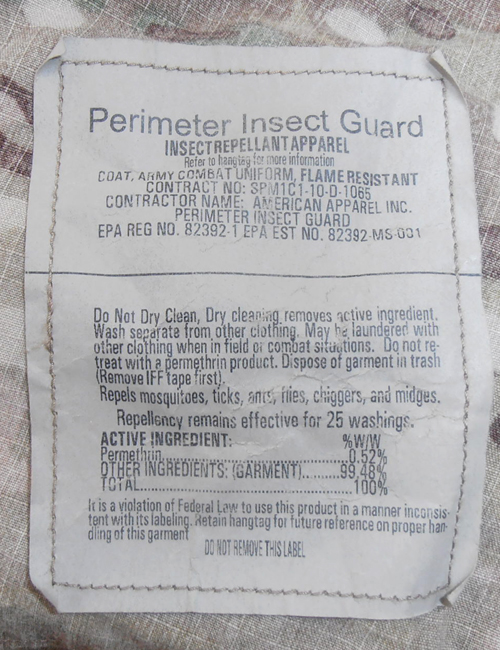 Perimeter Insect Guard
INSECT REPELLANT APPAREL
Refer to hangtag for more information
COAT, ARMY COMBAT UNIFORM, FLAME RESISTANT
CONTRACT NO: SPM1C1-10-D-1065
CONTRACTOR NAME: AMERICAN APPAREL INC.
PERIMETER INSECT GUARD
EPA REG NO. 82392-1 EPA EST NO. 82392-MS-001
Do Not Dry Clean, Dry cleaning removes active ingredient.
Wash separate from other clothing. May be laundered with
other clothing when in field or combat situations. Do not re-
treat with a permethrin product. Dispose of garment in trash
(Remove IFF tape first).
Repels mosquitoes, ticks, ants, flies, chiggers, and midges.
Repellency remains effective for 25 washings.
ACTIVE INGREDIENT: %W/W
Permethrin..........................................0.52%
OTHER INGREDIENTS: (GARMENT).........99.48%
TOTAL................................................100%
It is a violation of Federal Law to use this product in a manner inconsis-
tent with its labeling. Retain hangtag for future reference on proper han-
dling of this garment
DO NOT REMOVE THIS LABEL